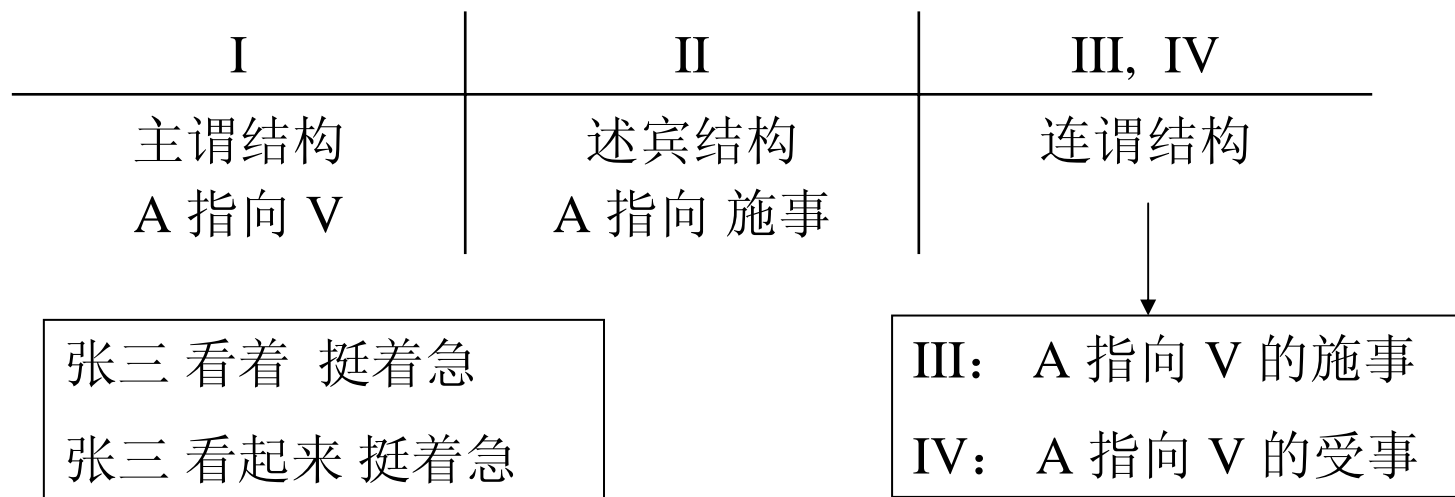 I II III, IV
主谓结构 述宾结构 连谓结构
A 指向 V A 指向 施事
张三 看着 挺着急
张三 看起来 挺着急
III： A 指向 V 的施事
IV： A 指向 V 的受事